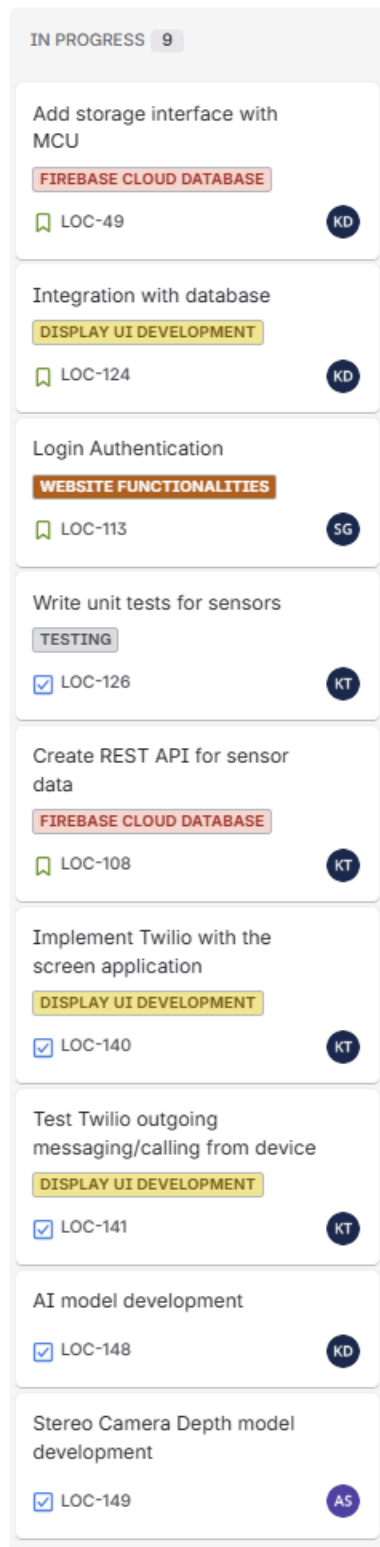 IN PROGRESS 9
Add storage interface with
MCU
FIREBASE CLOUD DATABASE
LOC-49 KD
Integration with database
DISPLAY UI DEVELOPMENT
LOC-124 KD
Login Authentication
WEBSITE FUNCTIONALITIES
LOC-113 SG
Write unit tests for sensors
TESTING
LOC-126 KT
Create REST API for sensor
data
FIREBASE CLOUD DATABASE
LOC-108 KT
Implement Twilio with the
screen application
DISPLAY UI DEVELOPMENT
LOC-140 KT
Test Twilio outgoing
messaging/calling from device
DISPLAY UI DEVELOPMENT
LOC-141 KT
AI model development
LOC-148 KD
Stereo Camera Depth model
development
LOC-149 AS